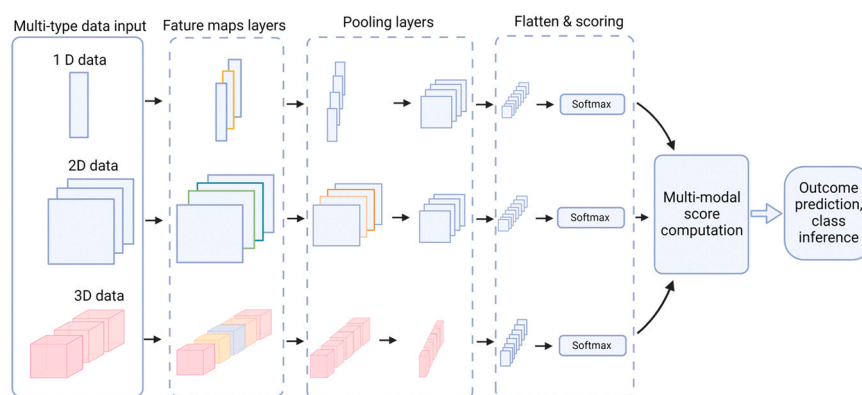 Multi-type data input
Fature maps layers
Pooling layers
Flatten & scoring
1 D data
Softmax
2D data
Softmax
Multi-modal
score
computation
Outcome
prediction,
class
inference
3D data
Softmax